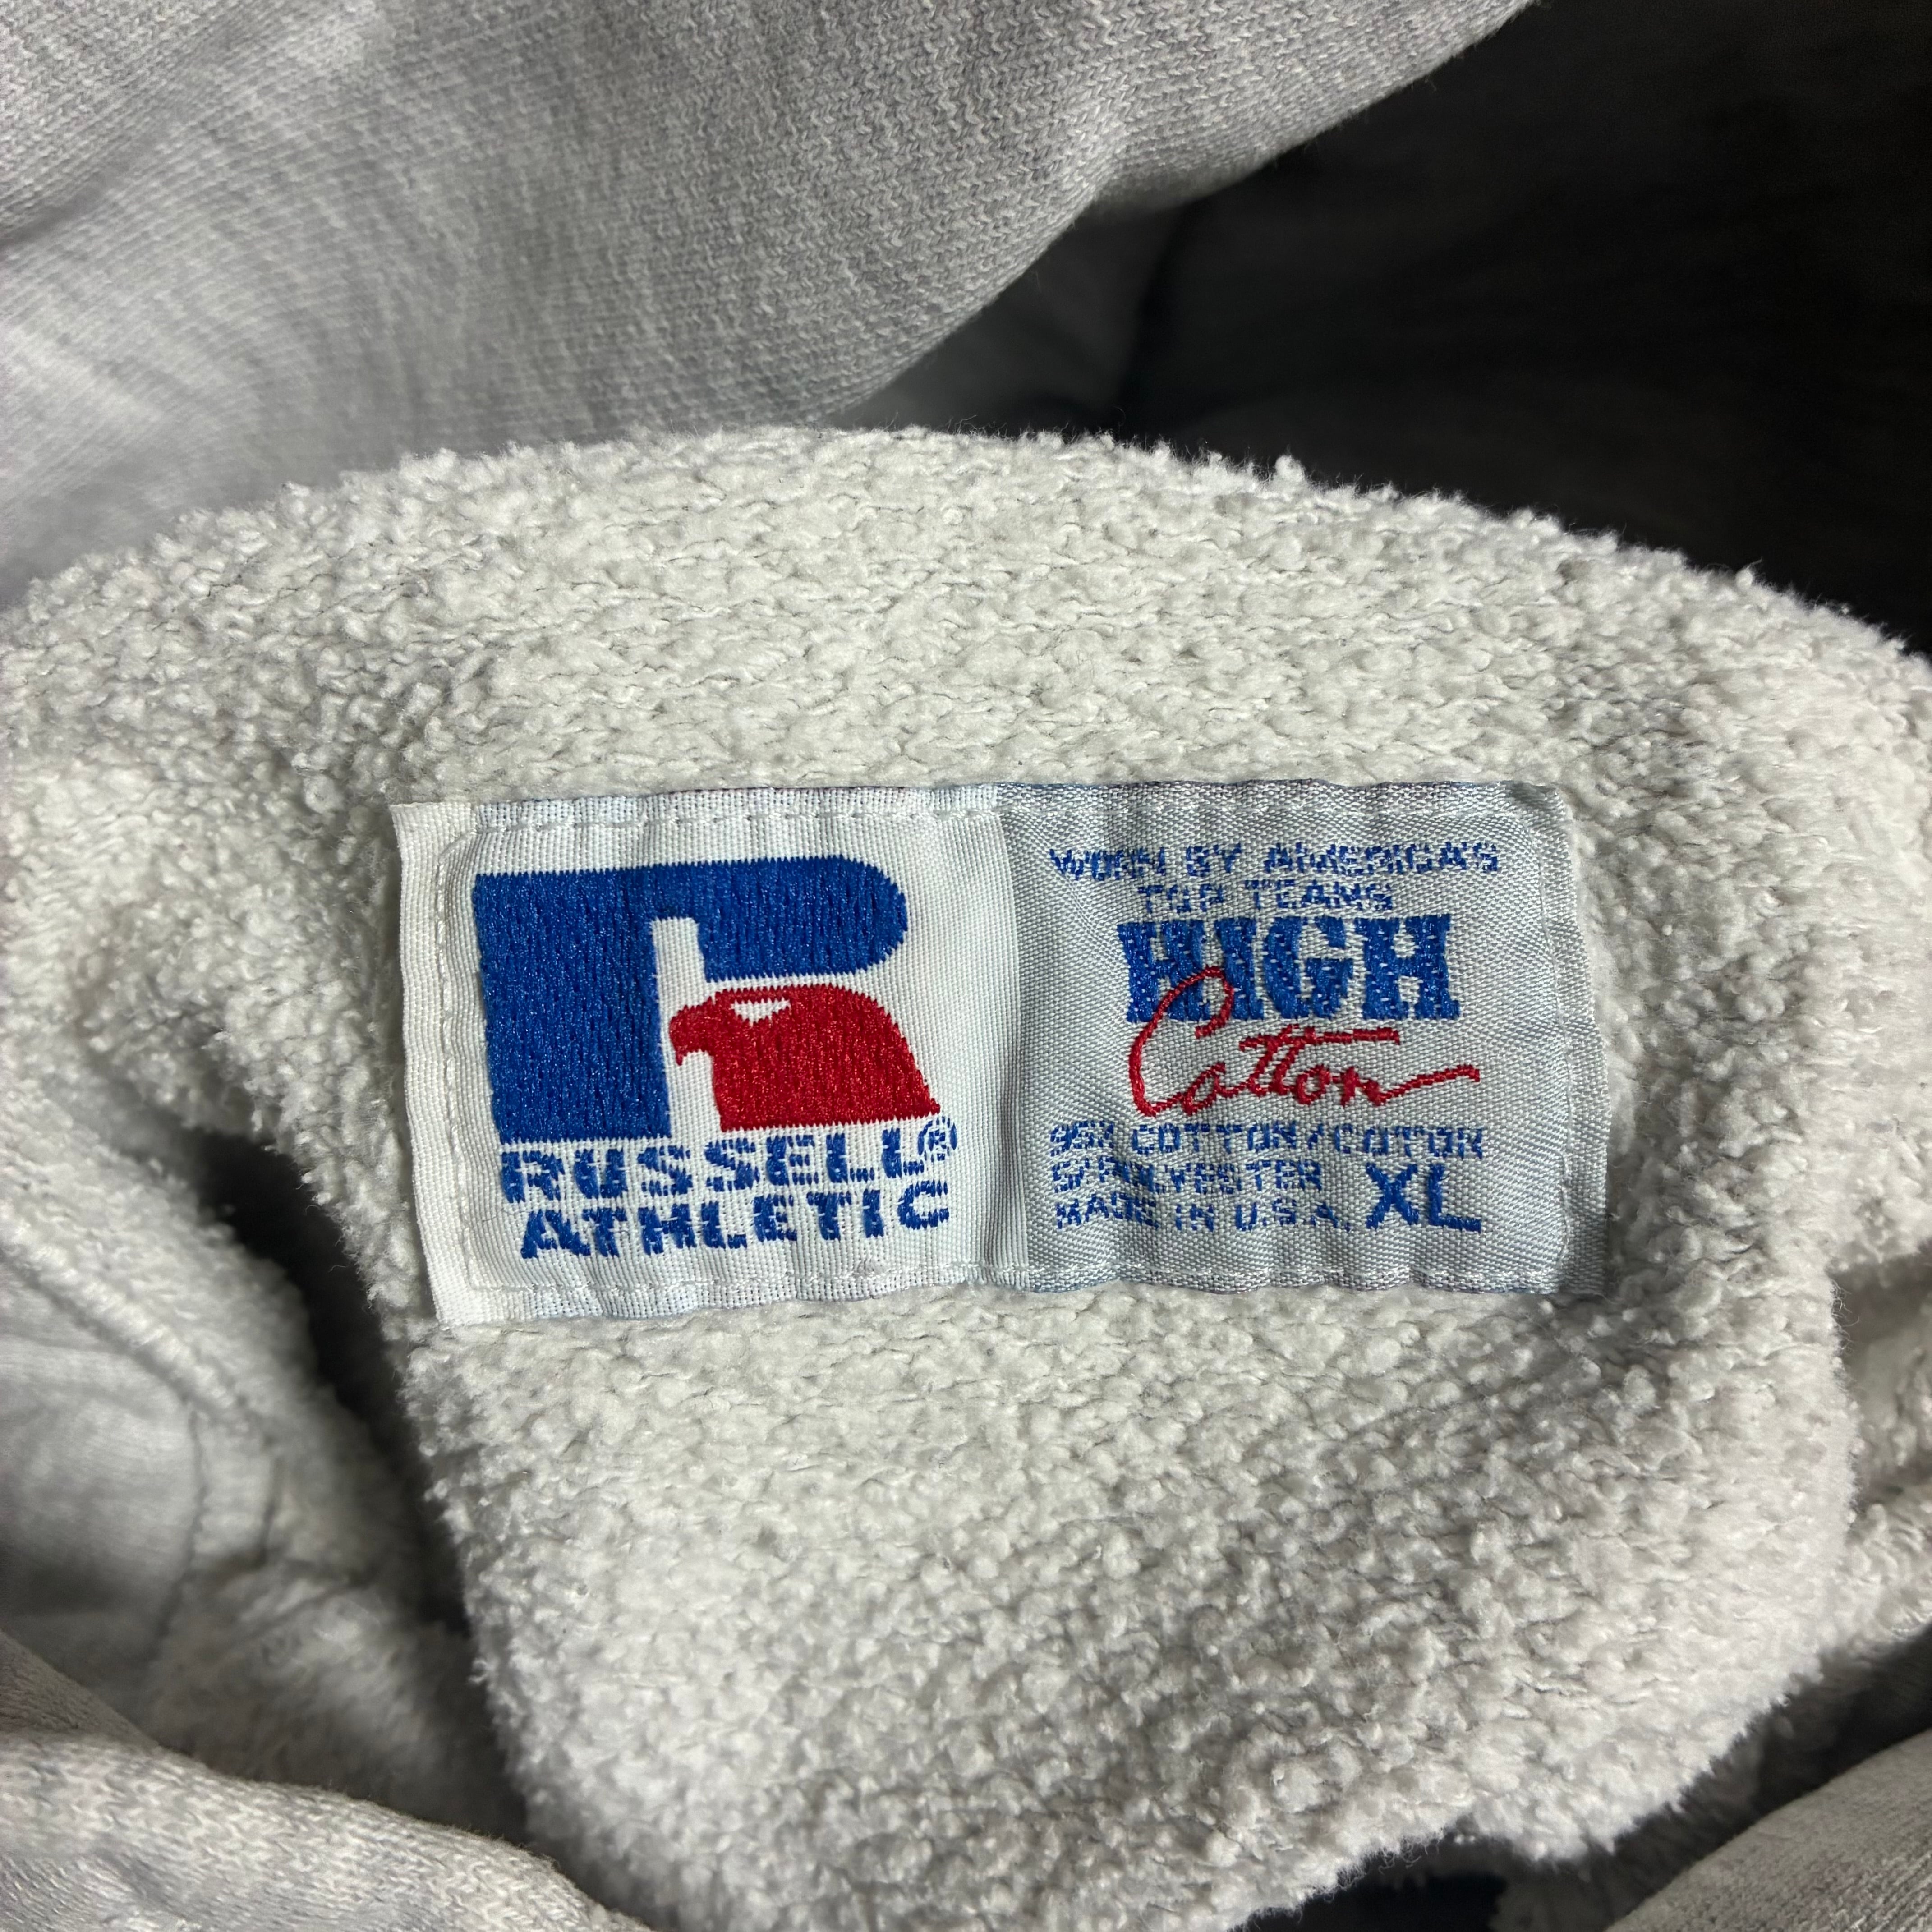 RUSSELL®
ATHLETIC
WORN BY AMERICA'S
TOP TEAMS
HIGH
Cotton
95% COTTON/COTON
5% POLYESTER
MADE IN U.S.A. XL